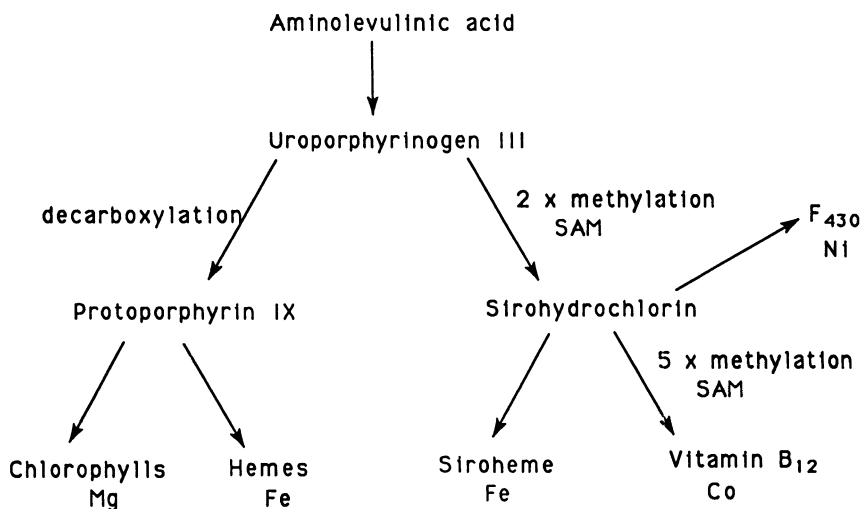 Aminolevulinic acid
Uroporphyrinogen III
decarboxylation
2 x methylation
SAM
F₄₃₀
Ni
Protoporphyrin IX
Sirohydrochlorin
5 x methylation
SAM
Chlorophylls
Mg
Hemes
Fe
Siroheme
Fe
Vitamin B₁₂
Co